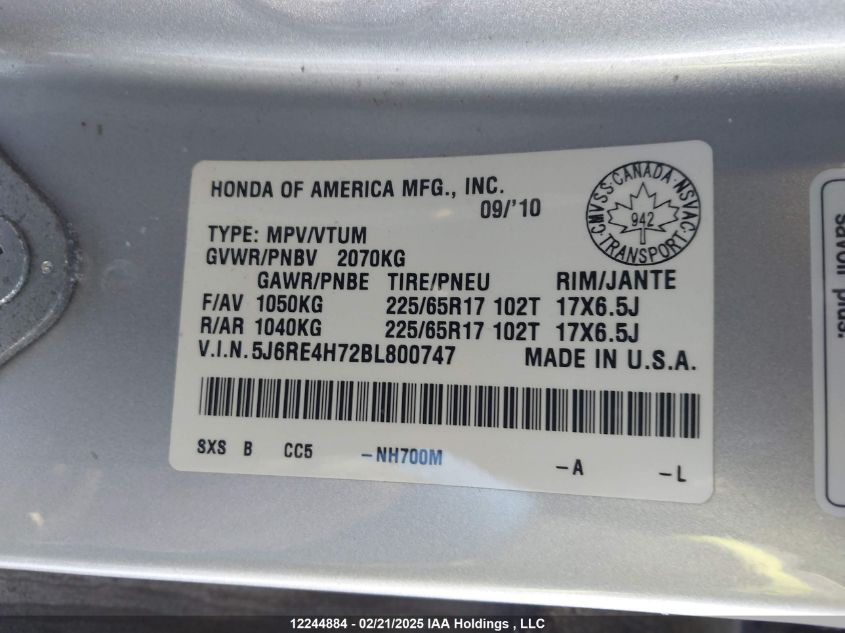 HONDA OF AMERICA MFG., INC.
09/'10
TYPE: MPV/VTUM
GVWR/PNBV 2070KG
GAWR/PNBE TIRE/PNEU RIM/JANTE
F/AV 1050KG 225/65R17 102T 17X6.5J
R/AR 1040KG 225/65R17 102T 17X6.5J
V.I.N. 5J6RE4H72BL800747 MADE IN U.S.A.
SXS B CC5 -NH700M -A -L
CMVSS·CANADA·NSVAC
942
TRANSPORT
savoir plus.
12244884 - 02/21/2025 IAA Holdings , LLC